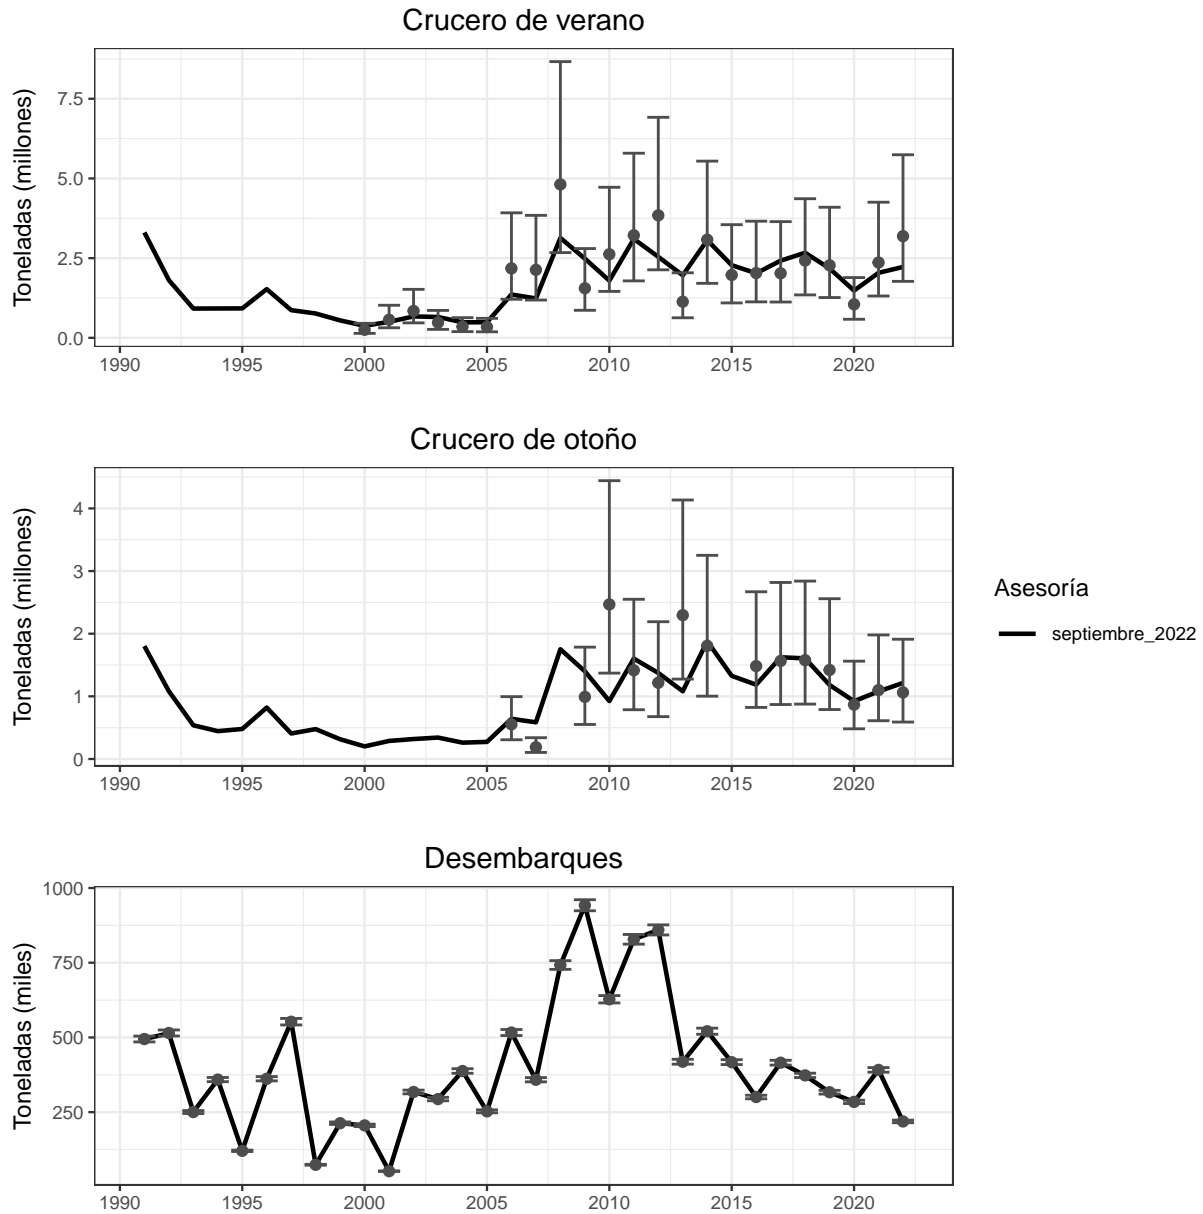 Crucero de verano
Toneladas (millones)
7.5
5.0
2.5
0.0
1990 1995 2000 2005 2010 2015 2020
Crucero de otoño
Toneladas (millones)
4
3
2
1
0
1990 1995 2000 2005 2010 2015 2020
Asesoría
septiembre_2022
Desembarques
Toneladas (miles)
1000
750
500
250
1990 1995 2000 2005 2010 2015 2020